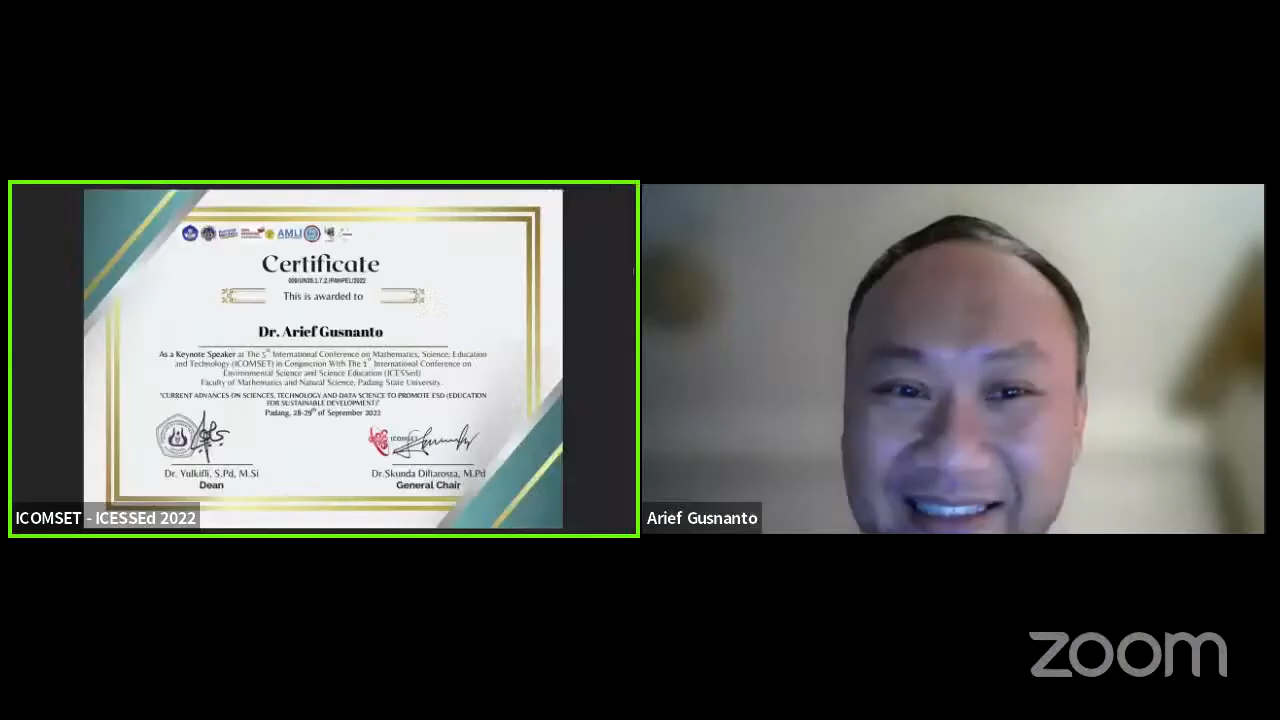 AMLI
Certificate
This is awarded to
Dr. Arief Gusnanto
As a Keynote Speaker at The 5th International Conference on Mathematics, Science, Education
and Technology (ICOMSET) in Conjunction With The 1st International Conference on
Environmental Science and Science Education (ICESSed)
Faculty of Mathematics and Natural Science, Padang State University.
"CURRENT ADVANCES ON SCIENCES, TECHNOLOGY AND DATA SCIENCE TO PROMOTE ESD (EDUCATION
FOR SUSTAINABLE DEVELOPMENT)"
Padang, 28-29th of September 2022
ICOMSET
Dr. Yulkifli, S.Pd, M.Si
Dean
Dr.Skunda Diliarosta, M.Pd
General Chair
ICOMSET - ICESSEd 2022
Arief Gusnanto
zoom